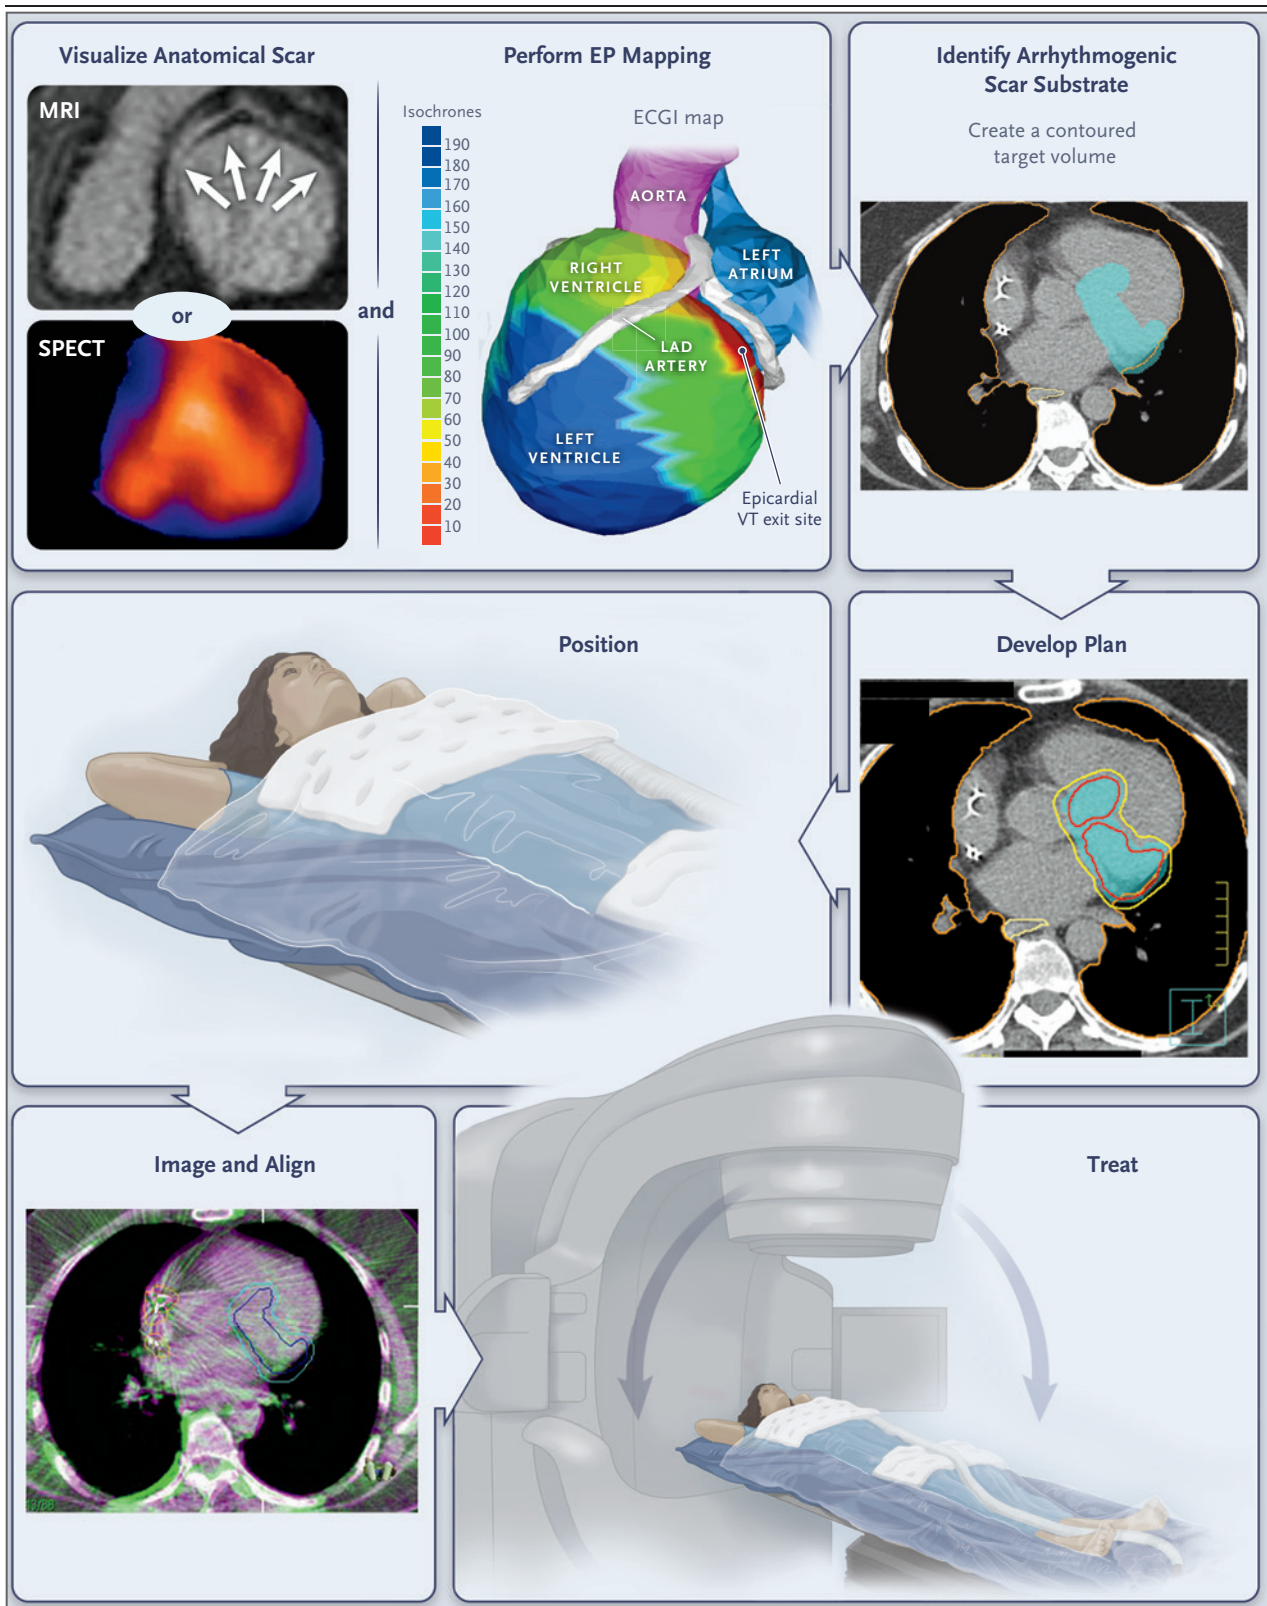 Visualize Anatomical Scar
MRI
or
SPECT
and
Perform EP Mapping
Isochrones
190
180
170
160
150
140
130
120
110
100
90
80
70
60
50
40
30
20
10
ECGI map
AORTA
RIGHT
VENTRICLE
LEFT
ATRIUM
LAD
ARTERY
LEFT
VENTRICLE
Epicardial
VT exit site
Identify Arrhythmogenic
Scar Substrate
Create a contoured
target volume
Develop Plan
Position
Image and Align
13/88
Treat